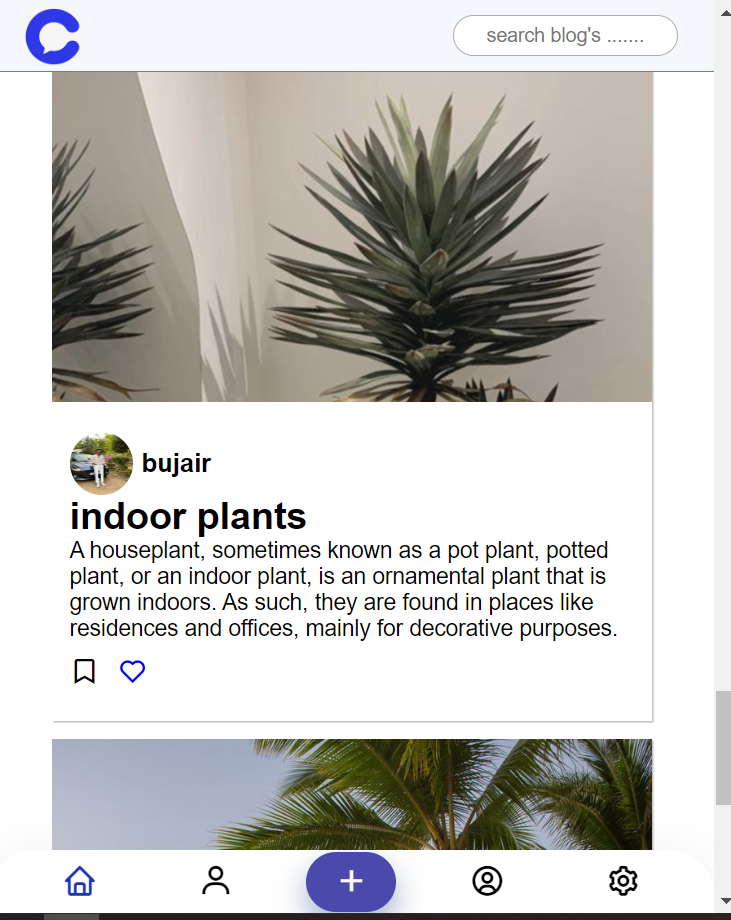 search blog's .......
bujair
indoor plants
A houseplant, sometimes known as a pot plant, potted
plant, or an indoor plant, is an ornamental plant that is
grown indoors. As such, they are found in places like
residences and offices, mainly for decorative purposes.